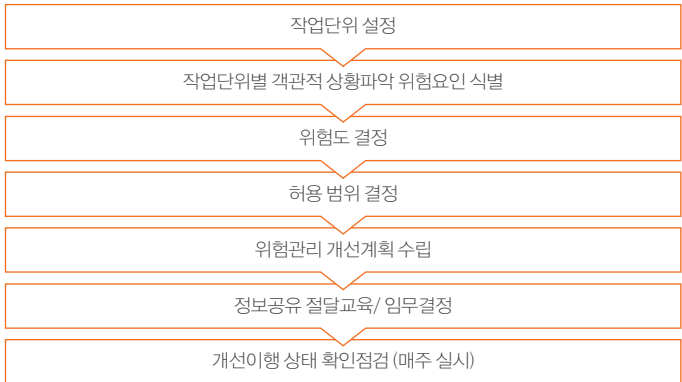 작업단위 설정
작업단위별 객관적 상황파악 위험요인 식별
위험도 결정
허용 범위 결정
위험관리 개선계획 수립
정보공유 절달교육/ 임무결정
개선이행 상태 확인점검 (매주 실시)